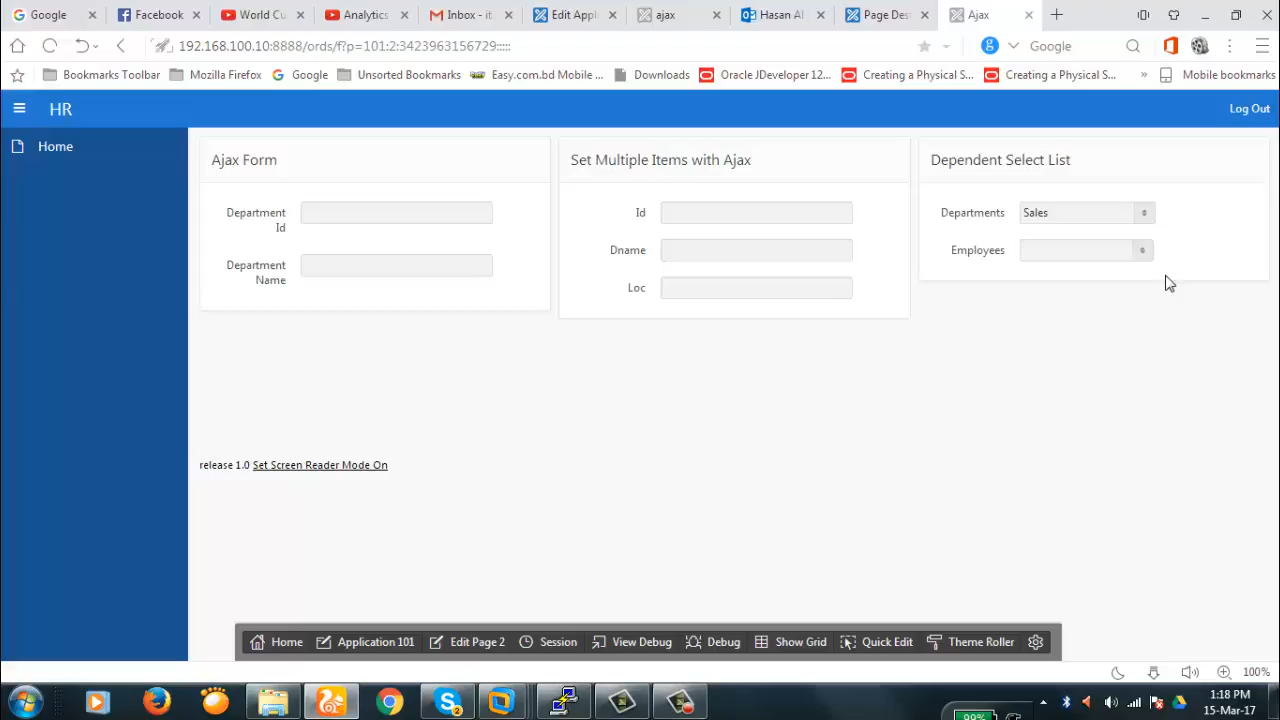 Google
Facebook
World Cu
Analytics
Inbox - it
Edit Appl
ajax
Hasan Al
Page Des
Ajax
192.168.100.10:8888/ords/f?p=101:2:3423963156729:::::
Google
Bookmarks Toolbar
Mozilla Firefox
Google
Unsorted Bookmarks
Easy.com.bd Mobile ...
Downloads
Oracle JDeveloper 12...
Creating a Physical S...
Creating a Physical S...
Mobile bookmarks
HR
Log Out
Home
Ajax Form
Department Id
Department Name
Set Multiple Items with Ajax
Id
Dname
Loc
Dependent Select List
Departments Sales
Employees
release 1.0 Set Screen Reader Mode On
Home Application 101 Edit Page 2 Session View Debug Debug Show Grid Quick Edit Theme Roller
100%
1:18 PM
15-Mar-17
99%